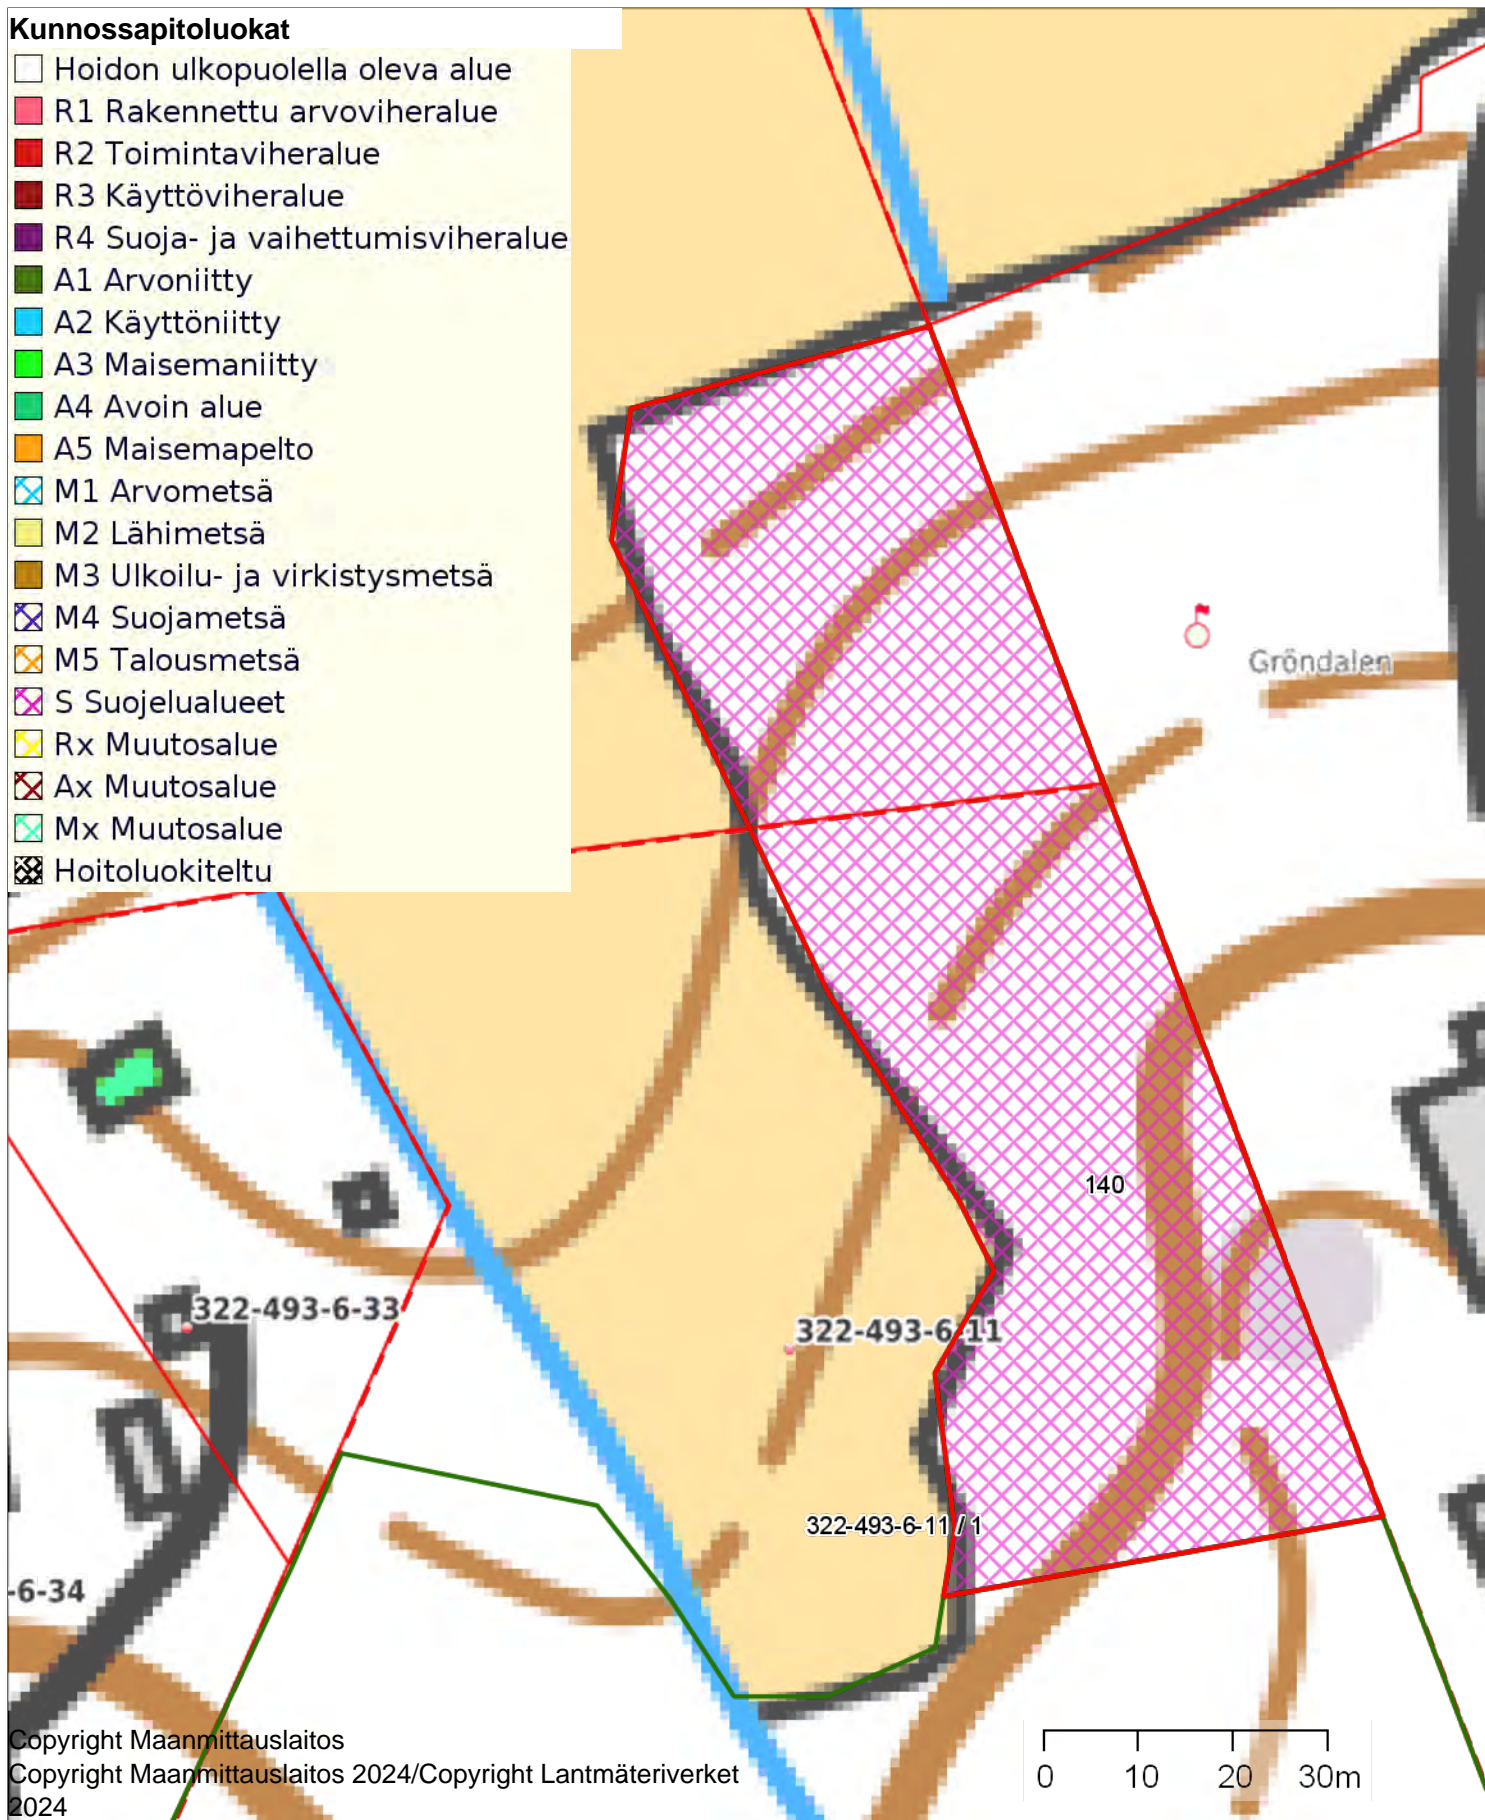 Kunnossapitoluokat
Hoidon ulkopuolella oleva alue
R1 Rakennettu arvoviheralue
R2 Toimintaviheralue
R3 Käyttöviheralue
R4 Suoja- ja vaihettumisviheralue
A1 Arvoniitty
A2 Käyttöniitty
A3 Maisemaniitty
A4 Avoin alue
A5 Maisemapelto
M1 Arvometsä
M2 Lähimetsä
M3 Ulkoilu- ja virkistysmetsä
M4 Suojametsä
M5 Talousmetsä
S Suojelualueet
Rx Muutosalue
Ax Muutosalue
Mx Muutosalue
Hoitoluokiteltu
Gröndalen
140
322-493-6-33
322-493-6-11
322-493-6-11 / 1
-6-34
Copyright Maanmittauslaitos
Copyright Maanmittauslaitos 2024/Copyright Lantmäteriverket
2024
0 10 20 30m